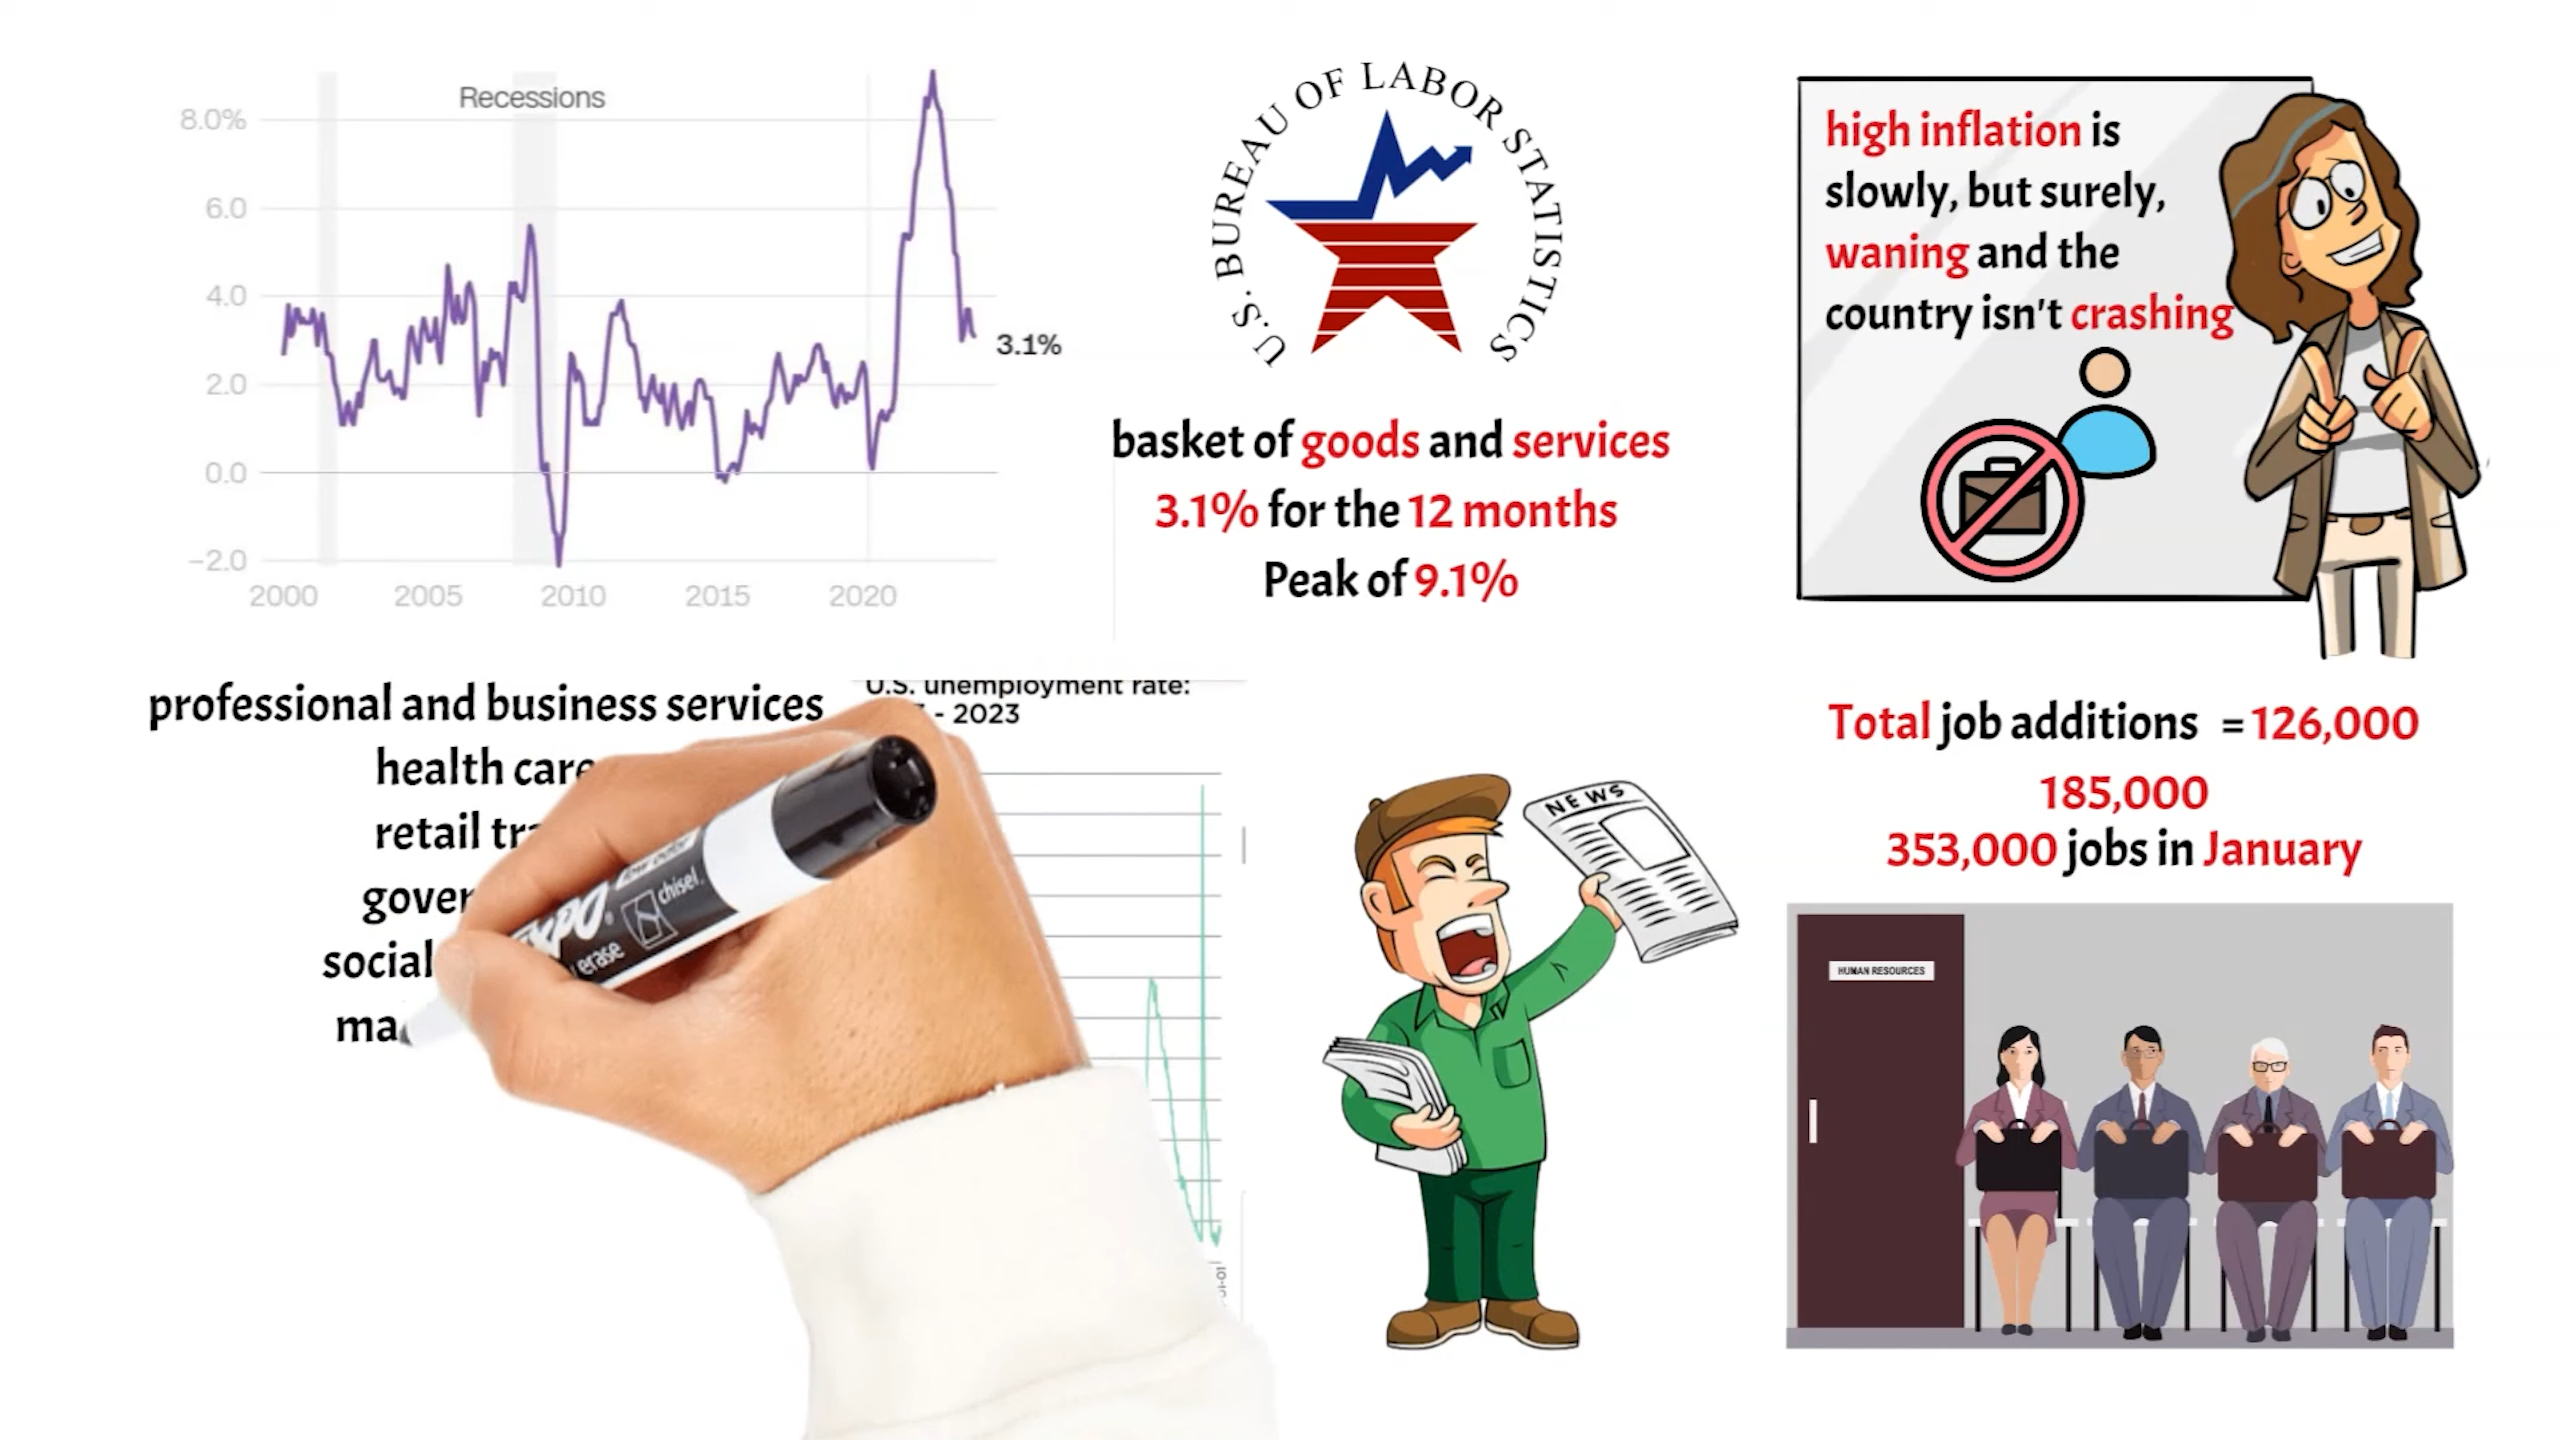 Recessions
8.0%
6.0
4.0
2.0
0.0
-2.0
3.1%
2000 2005 2010 2015 2020
U.S. BUREAU OF LABOR STATISTICS
basket of goods and services
3.1% for the 12 months
Peak of 9.1%
high inflation is
slowly, but surely,
waning and the
country isn't crashing
professional and business services
health care
retail
social
U.S. unemployment rate:
- 2023
chisel
erase
NEWS
Total job additions = 126,000
185,000
353,000 jobs in January
HUMAN RESOURCES